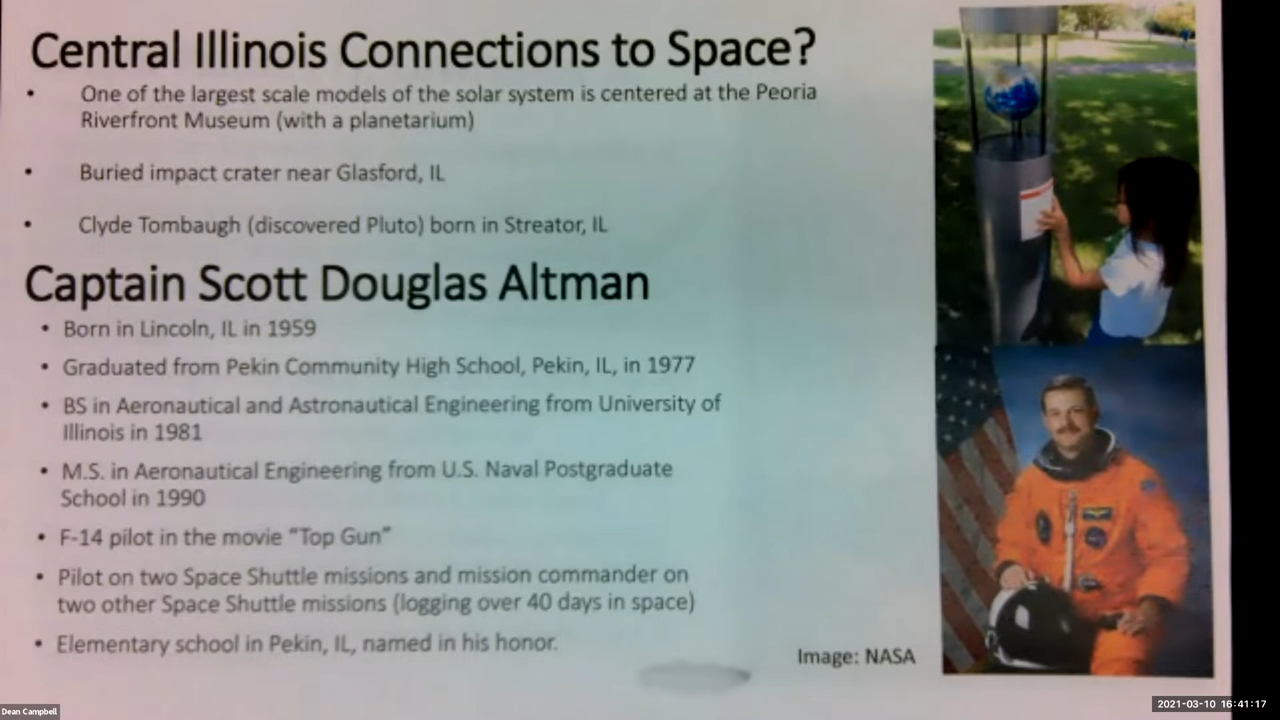 Central Illinois Connections to Space?
• One of the largest scale models of the solar system is centered at the Peoria
Riverfront Museum (with a planetarium)
• Buried impact crater near Glasford, IL
• Clyde Tombaugh (discovered Pluto) born in Streator, IL
Captain Scott Douglas Altman
• Born in Lincoln, IL in 1959
• Graduated from Pekin Community High School, Pekin, IL, in 1977
• BS in Aeronautical and Astronautical Engineering from University of
Illinois in 1981
• M.S. in Aeronautical Engineering from U.S. Naval Postgraduate
School in 1990
• F-14 pilot in the movie “Top Gun”
• Pilot on two Space Shuttle missions and mission commander on
two other Space Shuttle missions (logging over 40 days in space)
• Elementary school in Pekin, IL, named in his honor.
Image: NASA
Dean Campbell
2021-03-10 16:41:17